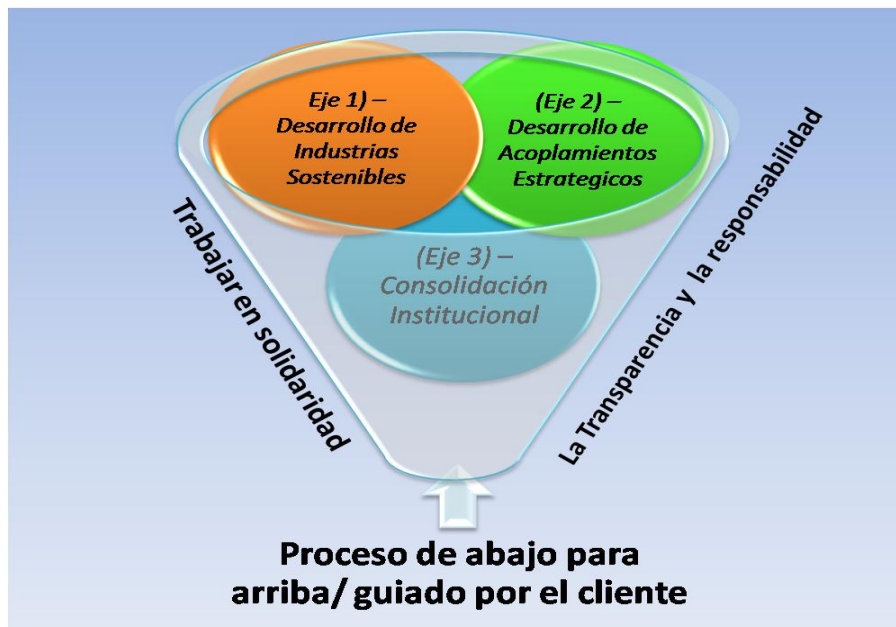 Eje 1) –
Desarrollo de
Industrias
Sostenibles
(Eje 2) –
Desarrollo de
Acoplamientos
Estrategicos
(Eje 3) –
Consolidación
Institucional
Trabajar en solidaridad
La Transparencia y la responsabilidad
Proceso de abajo para
arriba/ guiado por el cliente